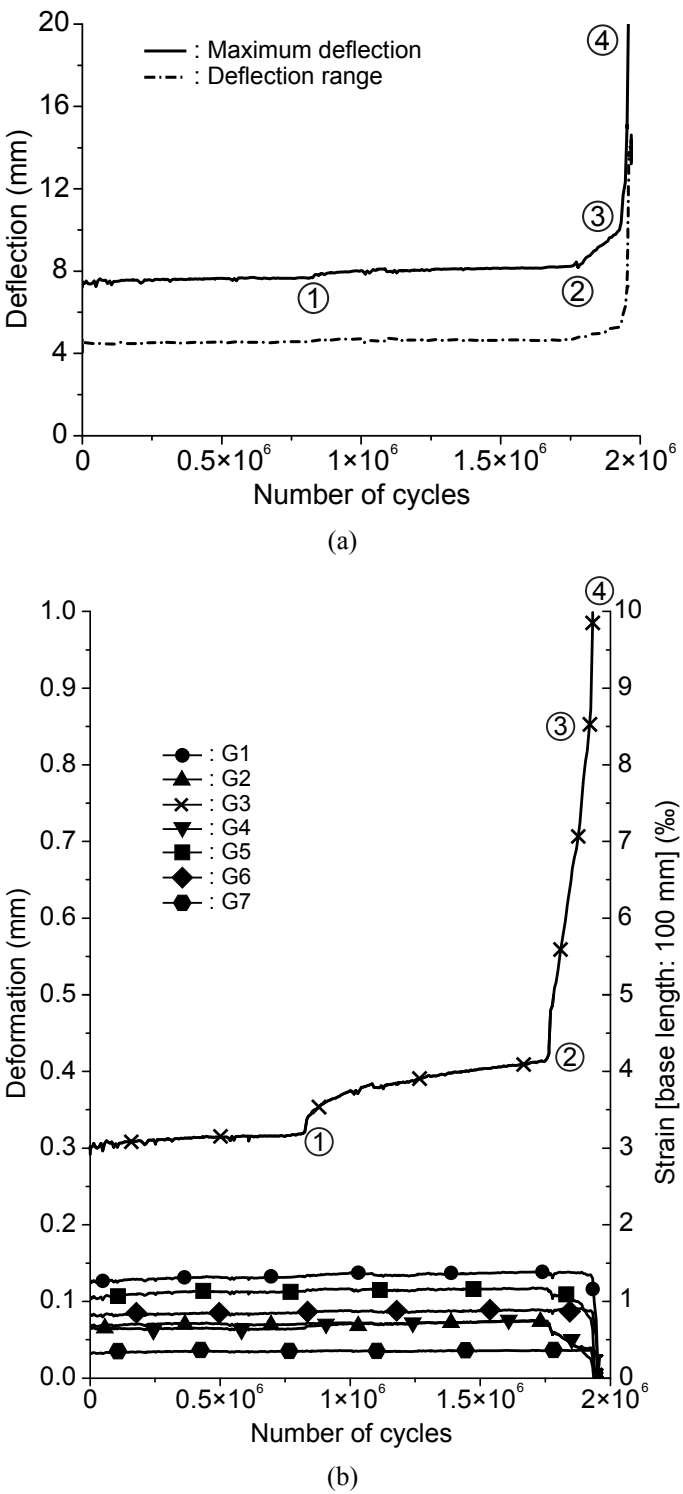 20
16
12
8
4
0
Deflection (mm)
: Maximum deflection
: Deflection range
④
③
①
②
0 0.5×10⁶ 1×10⁶ 1.5×10⁶ 2×10⁶
Number of cycles
(a)
④
1.0 10
0.9 9
③
0.8 8
0.7 7
0.6 6
0.5 5
0.4 4
②
0.3 3
①
0.2 2
0.1 1
0.0 0
: G1
: G2
: G3
: G4
: G5
: G6
: G7
Deformation (mm)
Strain [base length: 100 mm] (‰)
0 0.5×10⁶ 1×10⁶ 1.5×10⁶ 2×10⁶
Number of cycles
(b)